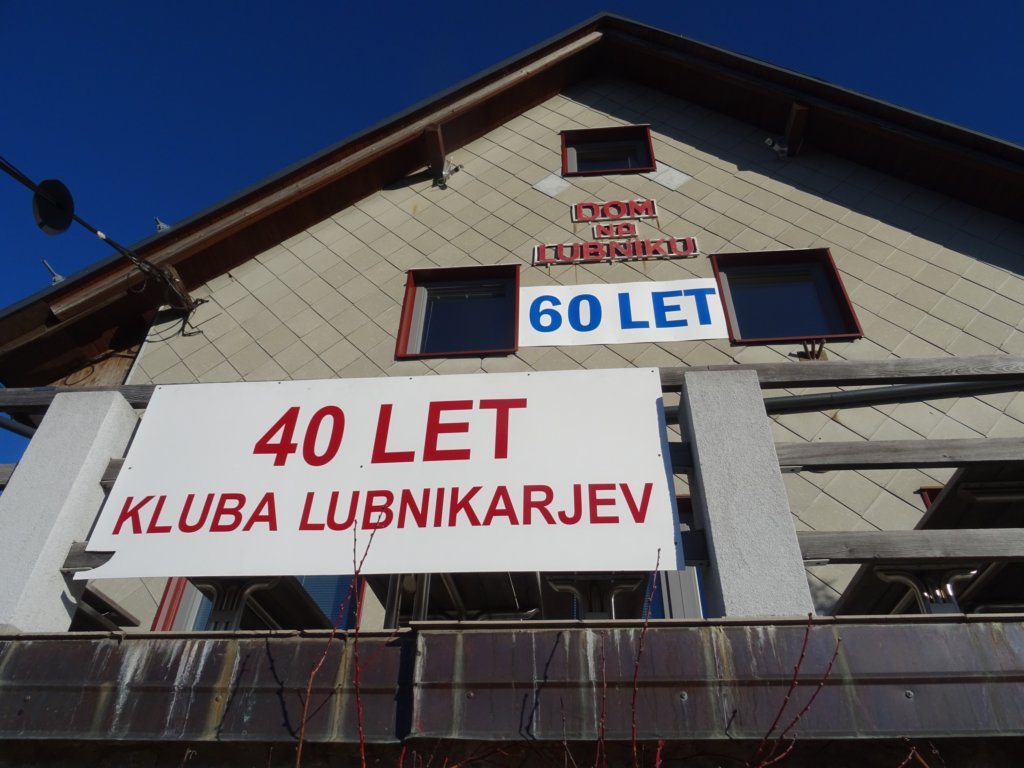 DOM
NA
LUBNIKU
60 LET
40 LET
KLUBA LUBNIKARJEV